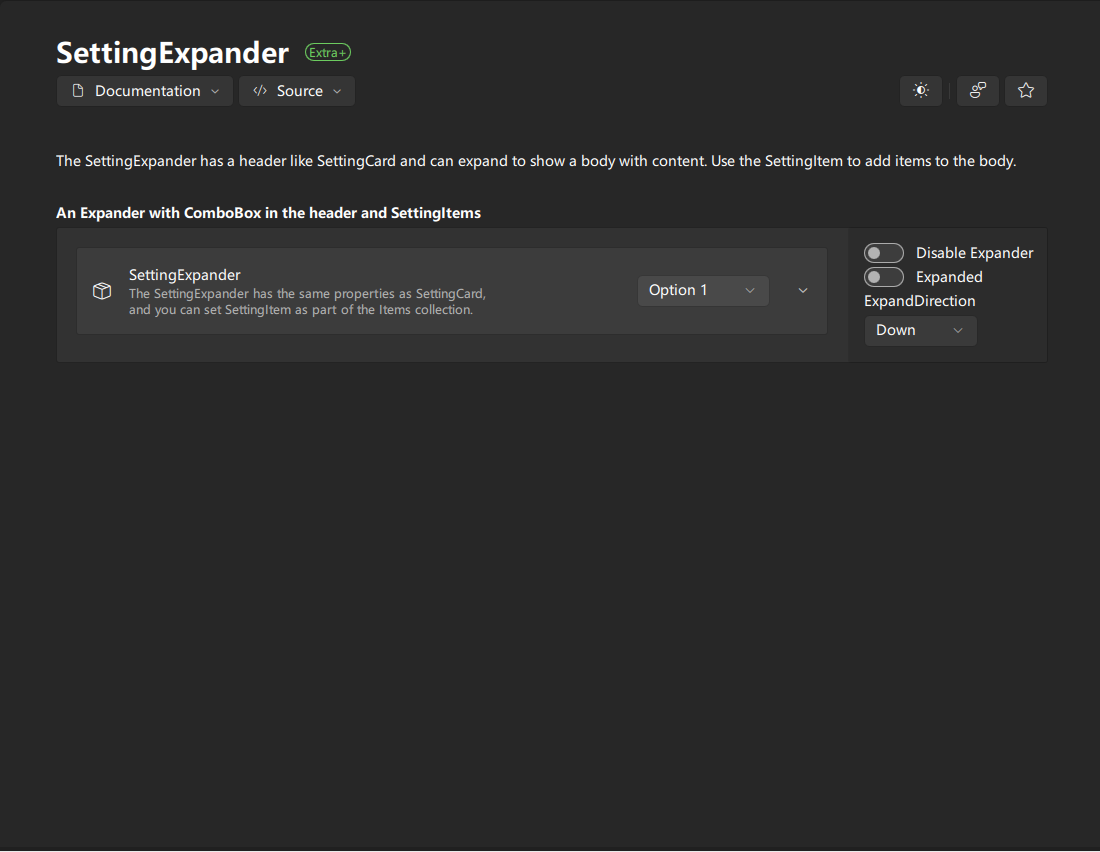 SettingExpander Extra+
Documentation Source
The SettingExpander has a header like SettingCard and can expand to show a body with content. Use the SettingItem to add items to the body.
An Expander with ComboBox in the header and SettingItems
SettingExpander
The SettingExpander has the same properties as SettingCard,
and you can set SettingItem as part of the Items collection.
Option 1
Disable Expander
Expanded
ExpandDirection
Down